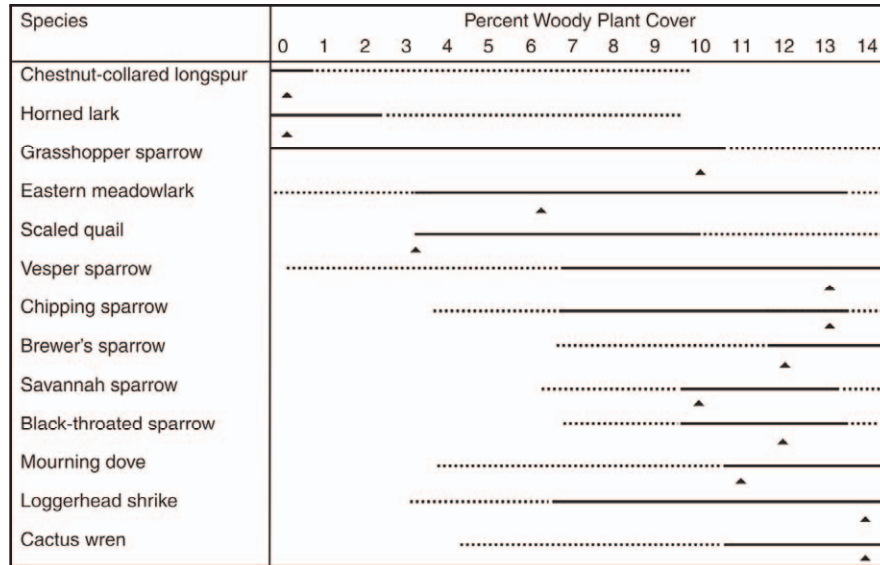 Species
Percent Woody Plant Cover
0 1 2 3 4 5 6 7 8 9 10 11 12 13 14
Chestnut-collared longspur
Horned lark
Grasshopper sparrow
Eastern meadowlark
Scaled quail
Vesper sparrow
Chipping sparrow
Brewer's sparrow
Savannah sparrow
Black-throated sparrow
Mourning dove
Loggerhead shrike
Cactus wren